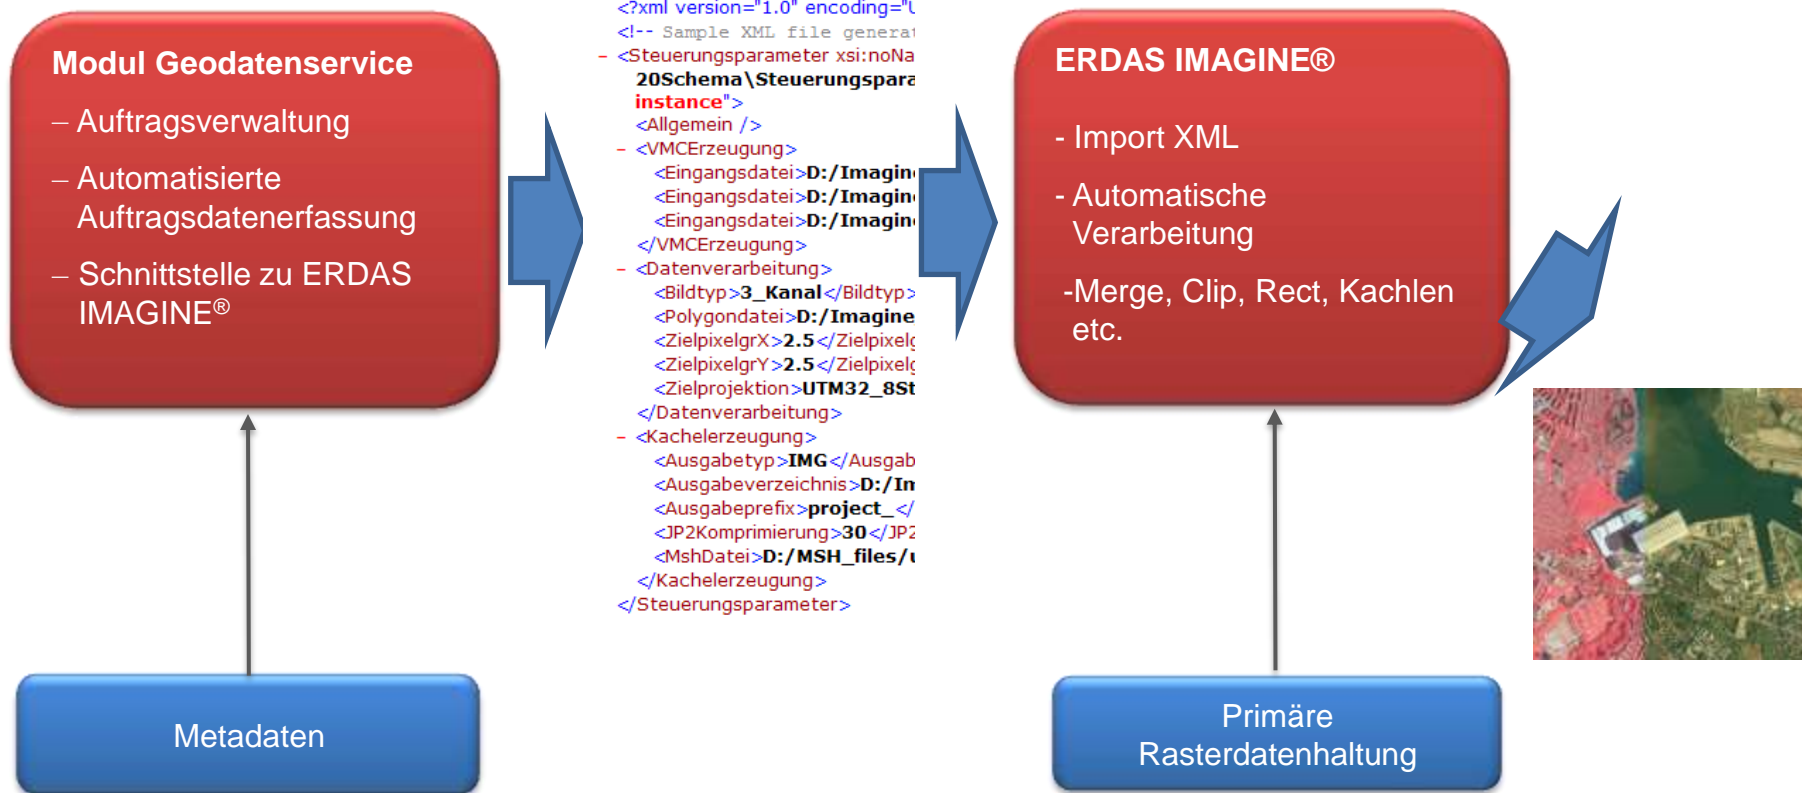 Modul Geodatenservice
– Auftragsverwaltung
– Automatisierte
Auftragsdatenerfassung
– Schnittstelle zu ERDAS
IMAGINE®
<?xml version="1.0" encoding="U
<!-- Sample XML file generat
– <Steuerungsparameter xsi:noNa
20Schema\Steuerungspara
instance">
<Allgemein />
– <VMCErzeugung>
<Eingangsdatei>D:/Imagin
<Eingangsdatei>D:/Imagin
<Eingangsdatei>D:/Imagin
</VMCErzeugung>
– <Datenverarbeitung>
<Bildtyp>3_Kanal</Bildtyp>
<Polygondatei>D:/Imagine
<ZielpixelgrX>2.5</Zielpixelg
<ZielpixelgrY>2.5</Zielpixelg
<Zielprojektion>UTM32_8St
</Datenverarbeitung>
– <Kachelerzeugung>
<Ausgabetyp>IMG</Ausgab
<Ausgabeverzeichnis>D:/Im
<Ausgabeprefix>project_</
<JP2Komprimierung>30</JP2
<MshDatei>D:/MSH_files/u
</Kachelerzeugung>
</Steuerungsparameter>
ERDAS IMAGINE®
- Import XML
- Automatische
Verarbeitung
-Merge, Clip, Rect, Kachlen
etc.
Metadaten
Primäre
Rasterdatenhaltung